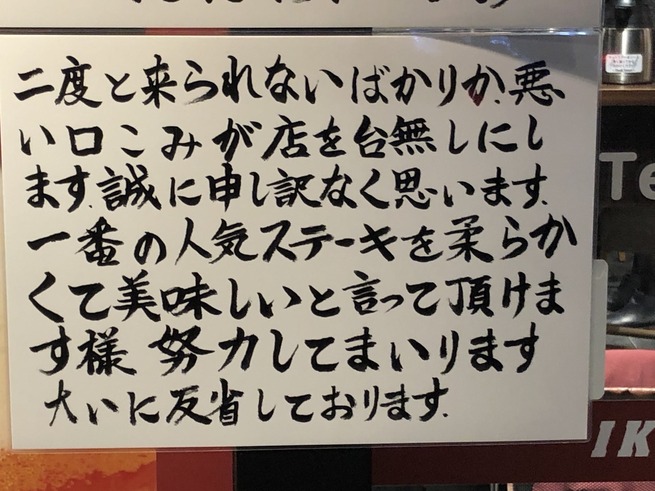 二度と来られないばかりか、悪
い口こみが店を台無しにし
ます。誠に申し訳なく思います。
一番の人気ステーキを柔らか
くて美味しいと言って頂けま
す様 努力してまいります
大いに反省しております。
Te
IK